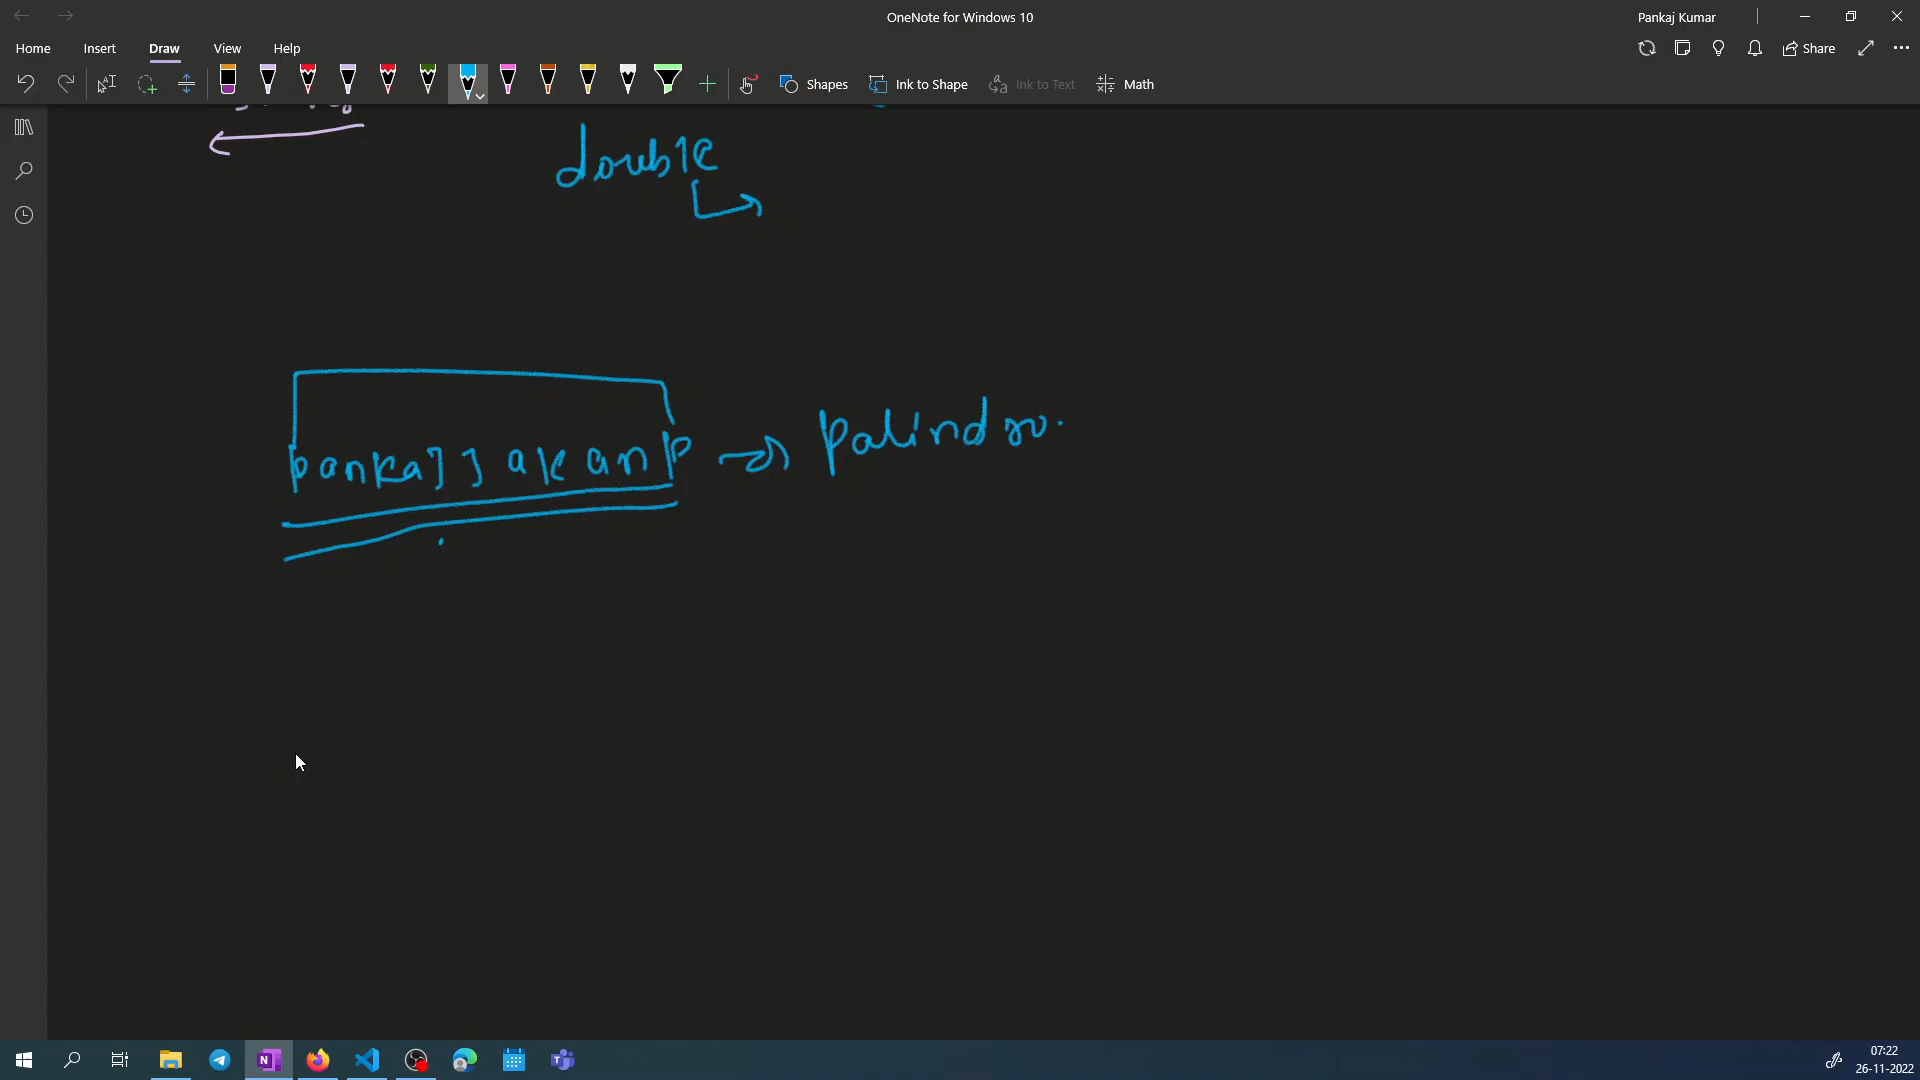 OneNote for Windows 10
Pankaj Kumar
Home Insert Draw View Help
Share
Shapes Ink to Shape Ink to Text Math
double
pankajjakanp → Palindro.
07:22
26-11-2022